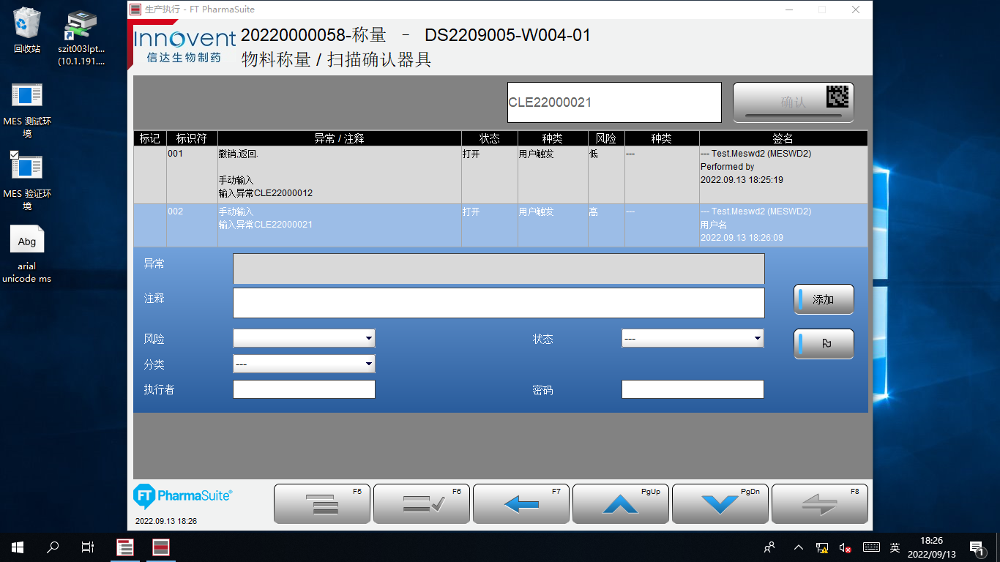 生产执行 - FT PharmaSuite
回收站
szit003lpt...
(10.1.191....
MES 测试环
境
MES 验证环
境
Abg
arial
unicode ms
Innovent
信达生物制药
20220000058-称量 – DS2209005-W004-01
物料称量 / 扫描确认器具
CLE22000021
确认
标记 标识符 异常 / 注释 状态 种类 风险 种类 签名
001 撤销,返回. 打开 用户触发 低 --- --- Test.Meswd2 (MESWD2)
Performed by
手动输入 2022.09.13 18:25:19
输入异常CLE22000012
002 手动输入 打开 用户触发 高 --- --- Test.Meswd2 (MESWD2)
输入异常CLE22000021 用户名
2022.09.13 18:26:09
异常
注释
添加
风险 状态 ---
分类 ---
执行者 密码
FT PharmaSuite®
2022.09.13 18:26
F5 F6 F7 PgUp PgDn F8
英
18:26
2022/09/13
1